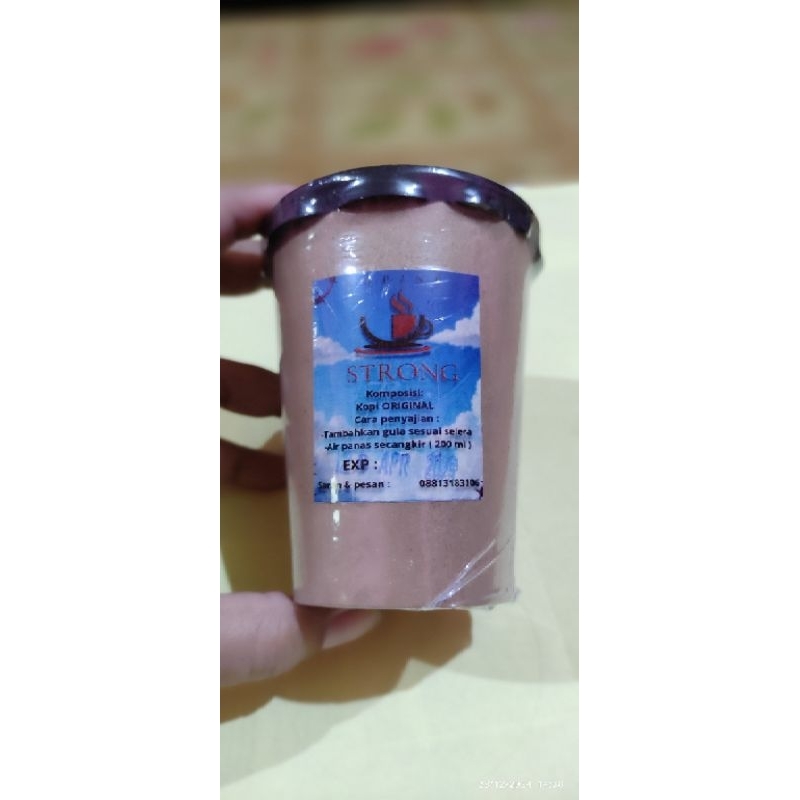 STRONG
Komposisi:
Kopi ORIGINAL
Cara penyajian :
-Tambahkan gula sesuai selera
-Air panas secangkir ( 200 ml )
EXP : APR
Saran & pesan : 08813183106